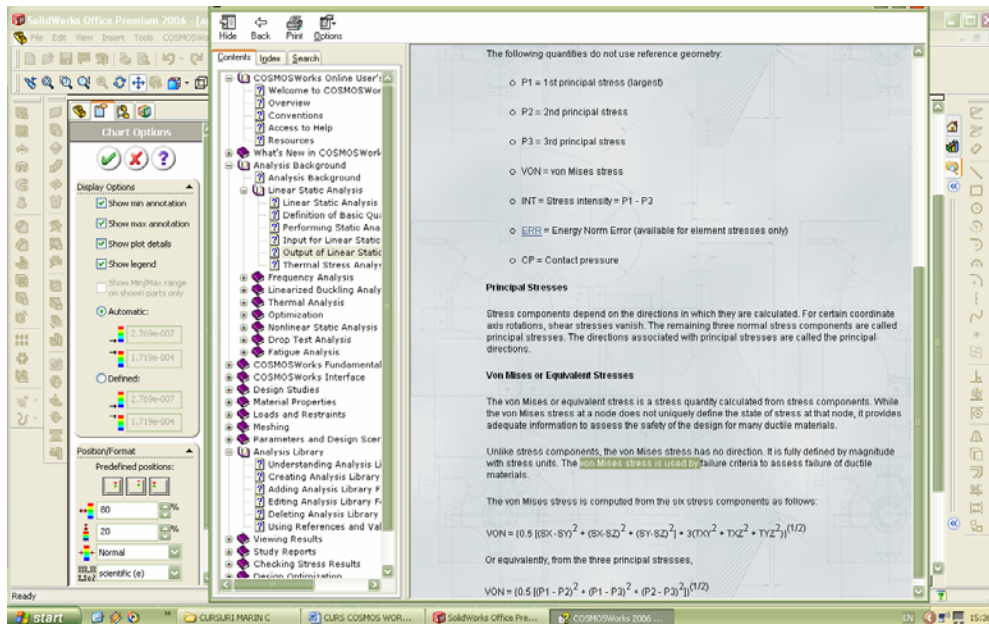 SolidWorks Office Premium 2006 - [a
File Edit View Insert Tools COSMOSWo
Hide Back Print Options
Contents Index Search
COSMOSWorks Online User's
Welcome to COSMOSWor
Overview
Conventions
Access to Help
Resources
What's New in COSMOSWork
Analysis Background
Analysis Background
Linear Static Analysis
Linear Static Analysis
Definition of Basic Qua
Performing Static Ana
Input for Linear Static
Output of Linear Static
Thermal Stress Analys
Frequency Analysis
Linearized Buckling Analy
Thermal Analysis
Optimization
Nonlinear Static Analysis
Drop Test Analysis
Fatigue Analysis
COSMOSWorks Fundamental
COSMOSWorks Interface
Design Studies
Material Properties
Loads and Restraints
Meshing
Parameters and Design Scer
Analysis Library
Understanding Analysis Li
Creating Analysis Library
Adding Analysis Library F
Editing Analysis Library F
Deleting Analysis Library
Using References and Val
Viewing Results
Study Reports
Checking Stress Results
Design Optimization
Chart Options
Display Options
Show min annotation
Show max annotation
Show plot details
Show legend
Show Min/Max range
on shown parts only
Automatic:
2.769e-007
1.719e-004
Defined:
2.769e-007
1.719e-004
Position/Format
Predefined positions:
80 %
20 %
Normal
scientific (e)
The following quantities do not use reference geometry:
o P1 = 1st principal stress (largest)
o P2 = 2nd principal stress
o P3 = 3rd principal stress
o VON = von Mises stress
o INT = Stress intensity = P1 - P3
o ERR = Energy Norm Error (available for element stresses only)
o CP = Contact pressure
Principal Stresses
Stress components depend on the directions in which they are calculated. For certain coordinate
axis rotations, shear stresses vanish. The remaining three normal stress components are called
principal stresses. The directions associated with principal stresses are called the principal
directions.
Von Mises or Equivalent Stresses
The von Mises or equivalent stress is a stress quantity calculated from stress components. While
the von Mises stress at a node does not uniquely define the state of stress at that node, it provides
adequate information to assess the safety of the design for many ductile materials.
Unlike stress components, the von Mises stress has no direction. It is fully defined by magnitude
with stress units. The von Mises stress is used by failure criteria to assess failure of ductile
materials.
The von Mises stress is computed from the six stress components as follows:
VON = {0.5 [(SX -SY)^2 + (SX-SZ)^2 + (SY-SZ)^2] + 3(TXY^2 + TXZ^2 + TYZ^2)}^(1/2)
Or equivalently, from the three principal stresses,
VON = {0.5 [(P1 - P2)^2 + (P1 - P3)^2 + (P2 - P3)^2]}^(1/2)
Ready
start
CURSURI MARIN C
CURS COSMOS WOR...
SolidWorks Office Pre...
COSMOSWorks 2006 ...
EN